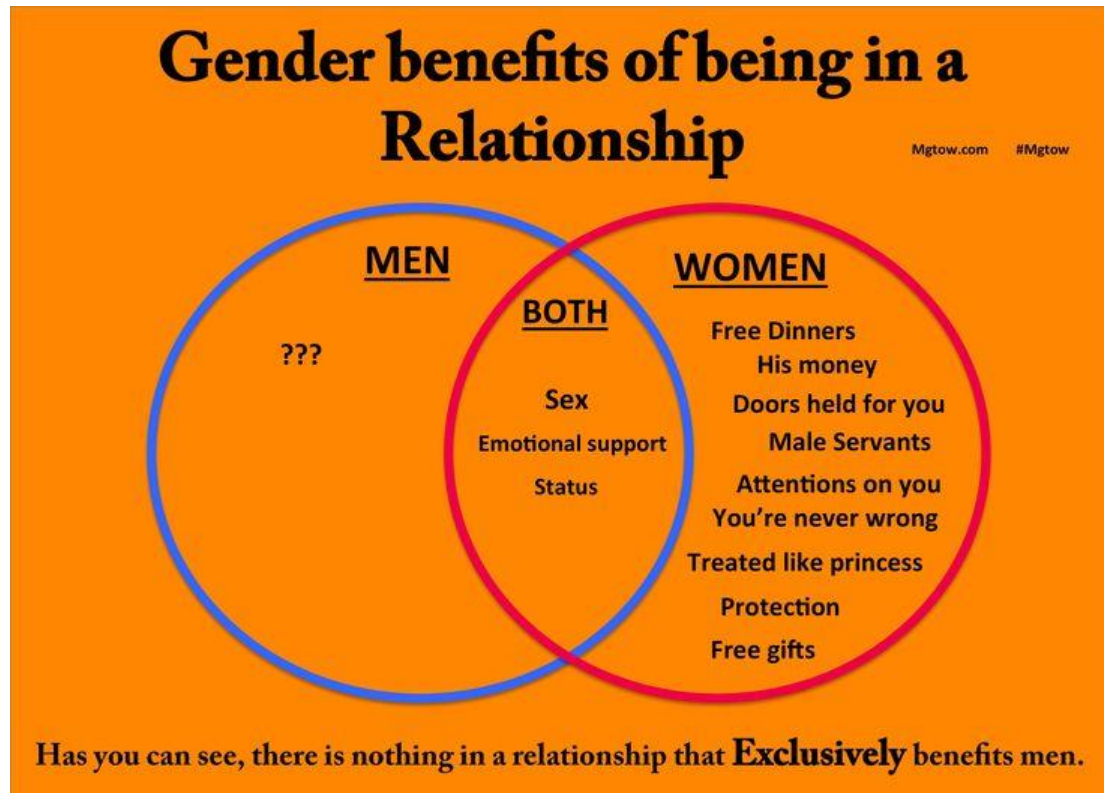 Gender benefits of being in a
Relationship
Mgtow.com #Mgtow
MEN
???
BOTH
Sex
Emotional support
Status
WOMEN
Free Dinners
His money
Doors held for you
Male Servants
Attentions on you
You're never wrong
Treated like princess
Protection
Free gifts
Has you can see, there is nothing in a relationship that Exclusively benefits men.